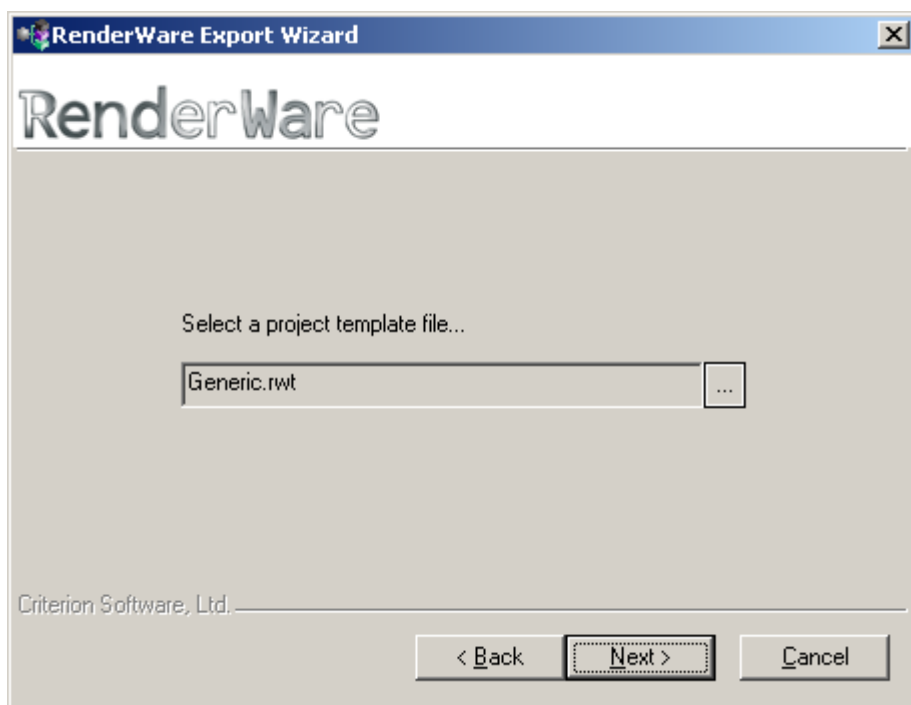 RenderWare Export Wizard
RenderWare
Select a project template file...
Generic.rwt
...
Criterion Software, Ltd.
< Back
Next >
Cancel